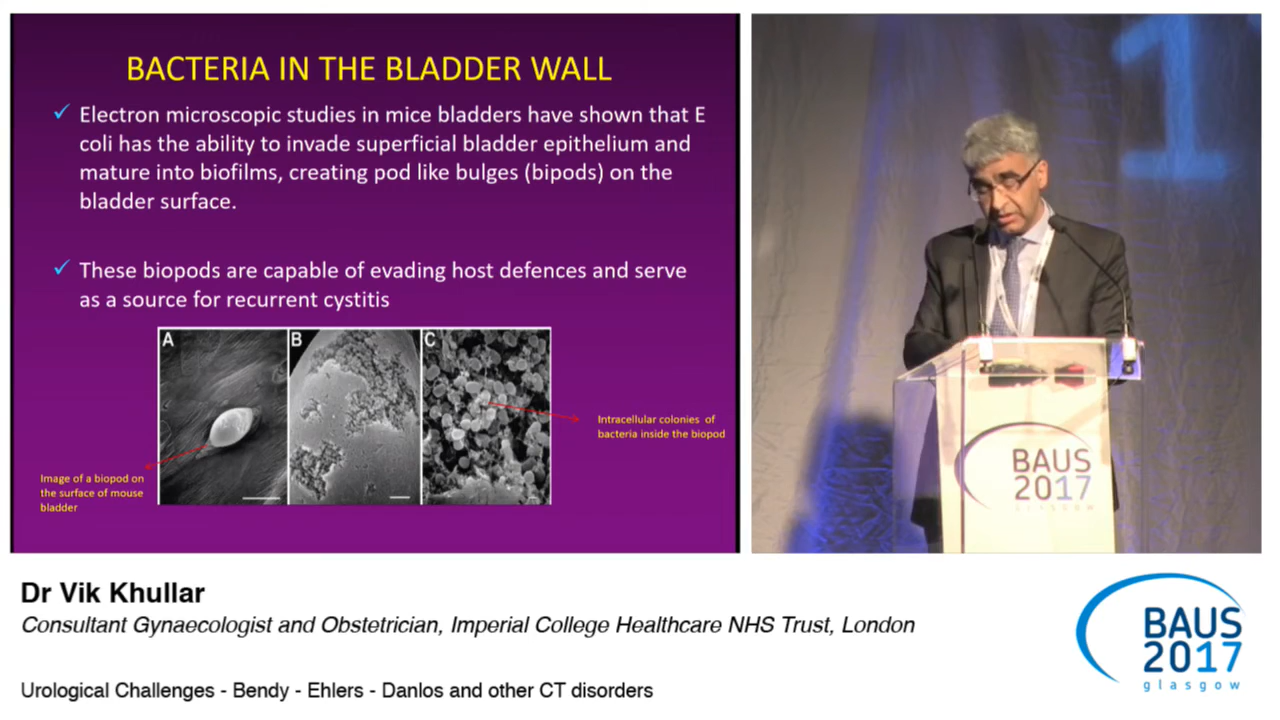 BACTERIA IN THE BLADDER WALL
✓ Electron microscopic studies in mice bladders have shown that E
coli has the ability to invade superficial bladder epithelium and
mature into biofilms, creating pod like bulges (bipods) on the
bladder surface.
✓ These biopods are capable of evading host defences and serve
as a source for recurrent cystitis
A
B
C
Intracellular colonies of
bacteria inside the biopod
Image of a biopod on
the surface of mouse
bladder
1
BAUS
2017
glasgow
Dr Vik Khullar
Consultant Gynaecologist and Obstetrician, Imperial College Healthcare NHS Trust, London
Urological Challenges - Bendy - Ehlers - Danlos and other CT disorders
BAUS
2017
glasgow